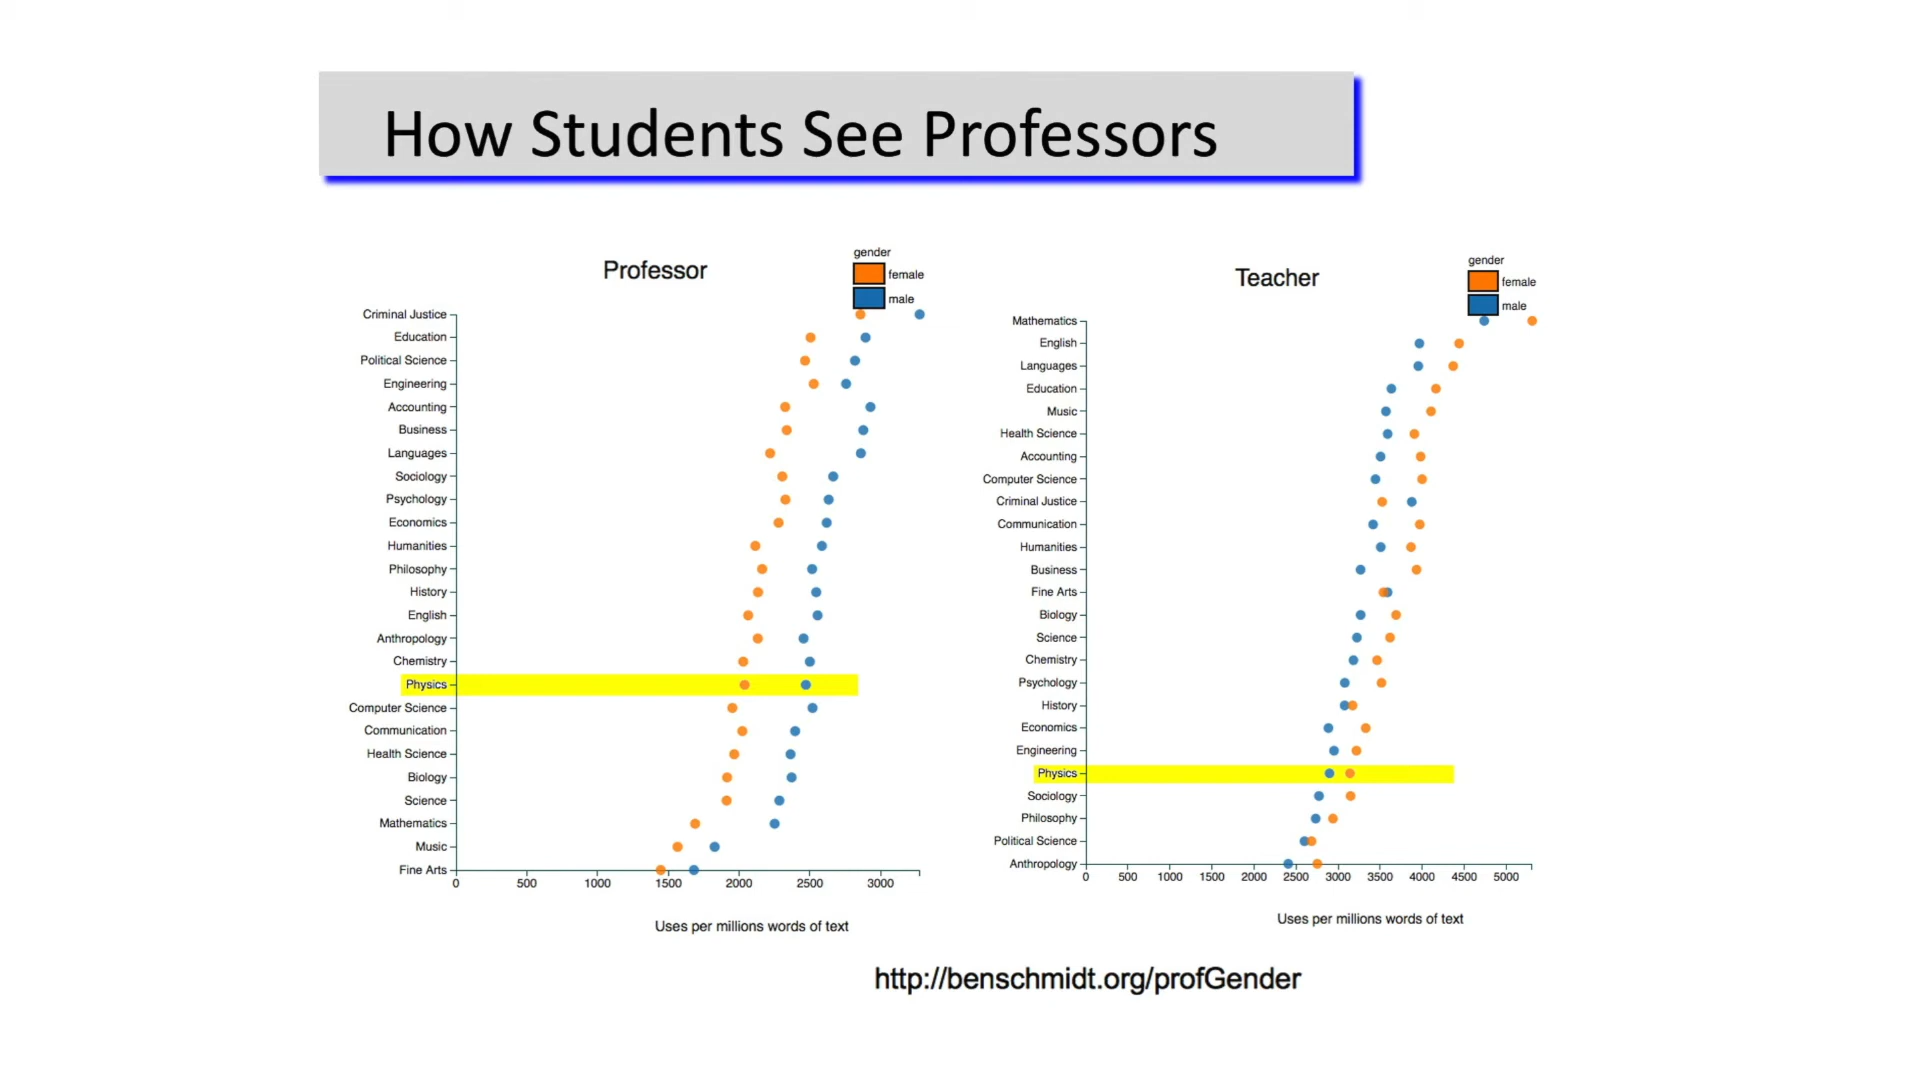 How Students See Professors
Professor
gender
female
male
Criminal Justice
Education
Political Science
Engineering
Accounting
Business
Languages
Sociology
Psychology
Economics
Humanities
Philosophy
History
English
Anthropology
Chemistry
Physics
Computer Science
Communication
Health Science
Biology
Science
Mathematics
Music
Fine Arts
0 500 1000 1500 2000 2500 3000
Uses per millions words of text
Teacher
gender
female
male
Mathematics
English
Languages
Education
Music
Health Science
Accounting
Computer Science
Criminal Justice
Communication
Humanities
Business
Fine Arts
Biology
Science
Chemistry
Psychology
History
Economics
Engineering
Physics
Sociology
Philosophy
Political Science
Anthropology
0 500 1000 1500 2000 2500 3000 3500 4000 4500 5000
Uses per millions words of text
http://benschmidt.org/profGender